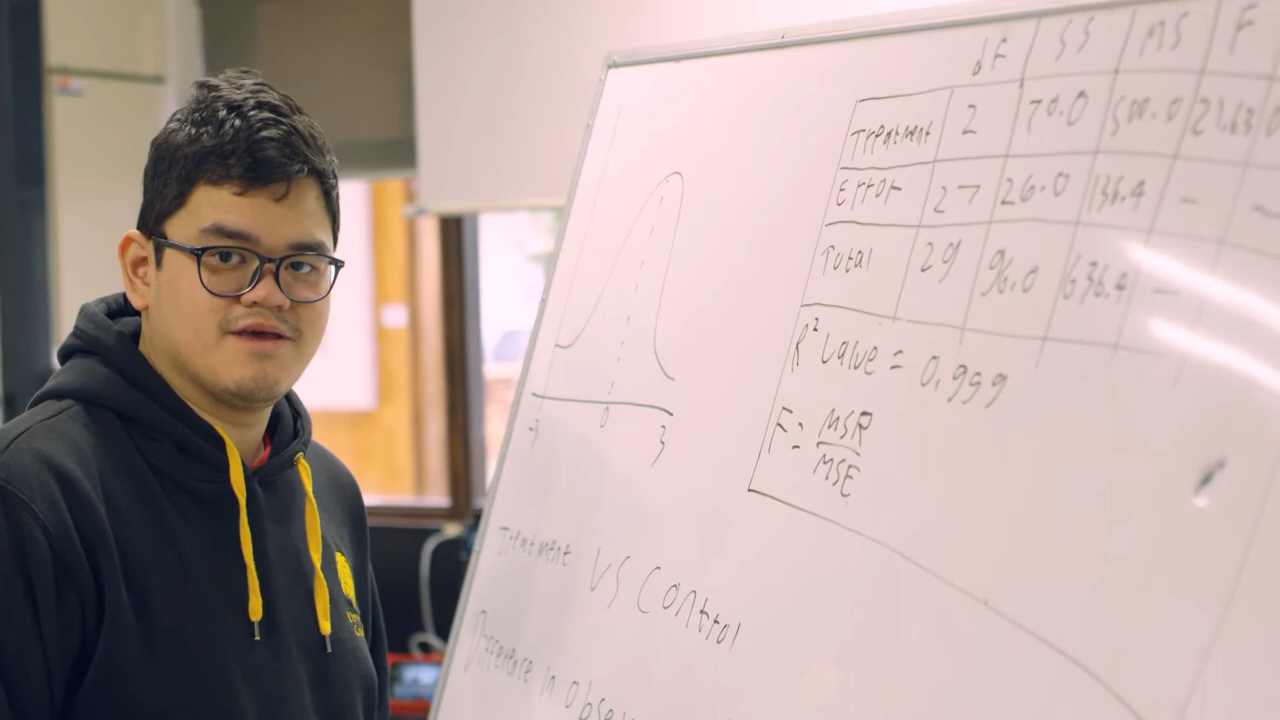 dF SS MS F
Treatment 2 70.0 500.0 21.63
Error 27 26.0 136.4 -
Total 29 96.0 636.4 -
R² value = 0.999
F = MSR
MSE
0 3
Treatment VS Control
Difference in